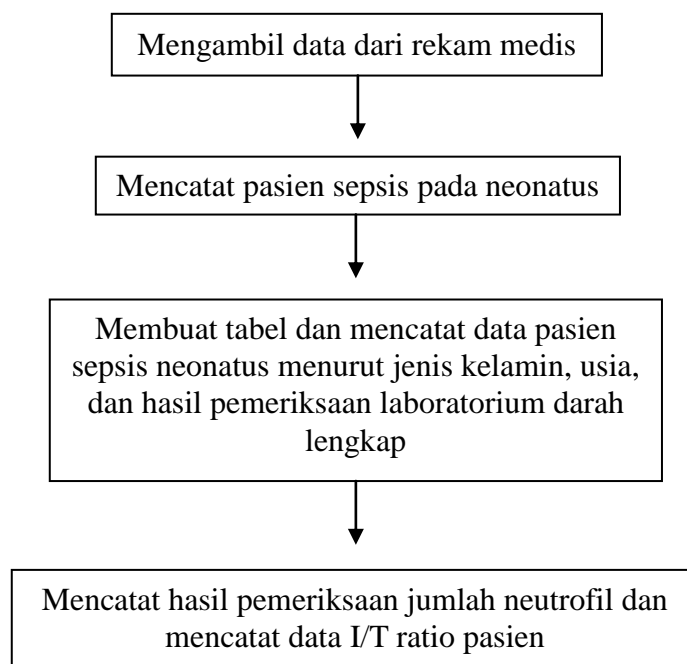 Mengambil data dari rekam medis
Mencatat pasien sepsis pada neonatus
Membuat tabel dan mencatat data pasien
sepsis neonatus menurut jenis kelamin, usia,
dan hasil pemeriksaan laboratorium darah
lengkap
Mencatat hasil pemeriksaan jumlah neutrofil dan
mencatat data I/T ratio pasien